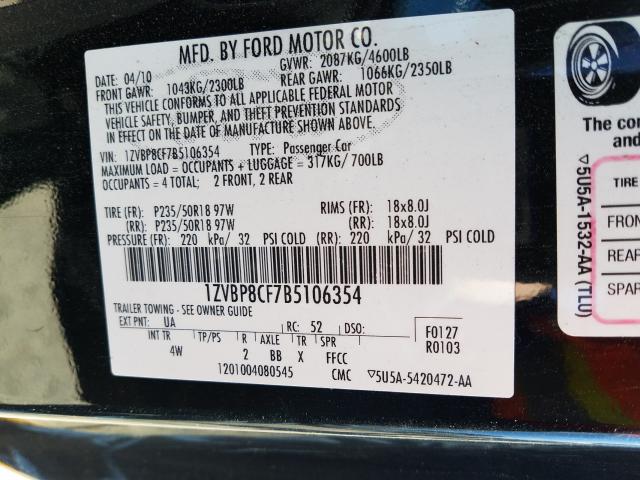 MFD. BY FORD MOTOR CO.
DATE: 04/10 GVWR: 2087KG/4600LB
FRONT GAWR: 1043KG/2300LB REAR GAWR: 1066KG/2350LB
THIS VEHICLE CONFORMS TO ALL APPLICABLE FEDERAL MOTOR
VEHICLE SAFETY, BUMPER, AND THEFT PREVENTION STANDARDS
IN EFFECT ON THE DATE OF MANUFACTURE SHOWN ABOVE.
VIN: 1ZVBP8CF7B5106354 TYPE: Passenger Car
MAXIMUM LOAD = OCCUPANTS + LUGGAGE = 317KG/700LB
OCCUPANTS = 4 TOTAL; 2 FRONT, 2 REAR
TIRE (FR): P235/50R18 97W RIMS (FR): 18x8.0J
(RR): P235/50R18 97W (RR): 18x8.0J
PRESSURE (FR): 220 kPa/ 32 PSI COLD (RR): 220 kPa/ 32 PSI COLD
1ZVBP8CF7B5106354
TRAILER TOWING - SEE OWNER GUIDE
EXT PNT: UA RC: 52 DSO: F0127
INT TR TP/PS R AXLE TR SPR R0103
4W 2 BB X FFCC
1201004080545 CMC ▽5U5A-5420472-AA
The co
and c
TIRE
FRON
REAR
SPAR
▽5U5A-1532-AA (TLU)